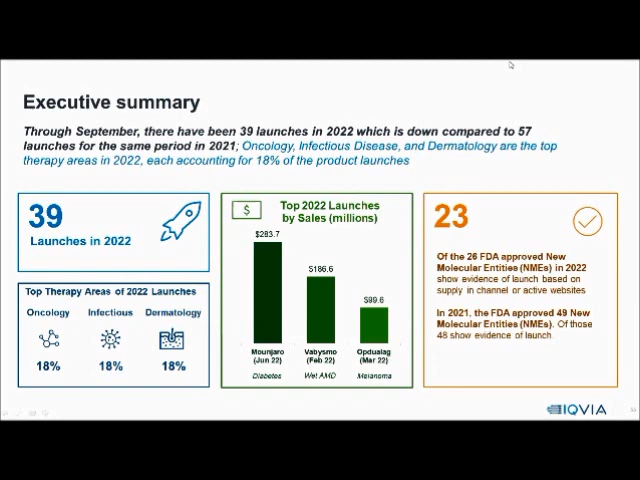 Executive summary
Through September, there have been 39 launches in 2022 which is down compared to 57
launches for the same period in 2021; Oncology, Infectious Disease, and Dermatology are the top
therapy areas in 2022, each accounting for 18% of the product launches
39
Launches in 2022
Top Therapy Areas of 2022 Launches
Oncology Infectious Dermatology
18% 18% 18%
$
Top 2022 Launches
by Sales (millions)
$283.7
$186.6
$99.6
Mounjaro Vabysmo Opdualag
(Jun 22) (Feb 22) (Mar 22)
Diabetes Wet AMD Melanoma
23
Of the 26 FDA approved New
Molecular Entities (NMEs) in 2022
show evidence of launch based on
supply in channel or active websites
In 2021, the FDA approved 49 New
Molecular Entities (NMEs). Of those
48 show evidence of launch
IQVIA